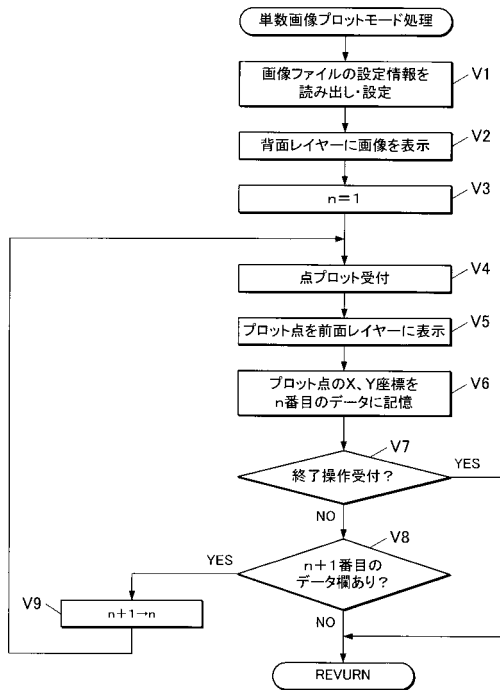 単数画像プロットモード処理
画像ファイルの設定情報を
読み出し・設定
V1
背面レイヤーに画像を表示
V2
n=1
V3
点プロット受付
V4
プロット点を前面レイヤーに表示
V5
プロット点のX、Y座標を
n番目のデータに記憶
V6
V7
終了操作受付?
YES
NO
V8
YES
n+1番目の
データ欄あり?
V9
n+1→n
NO
REVURN